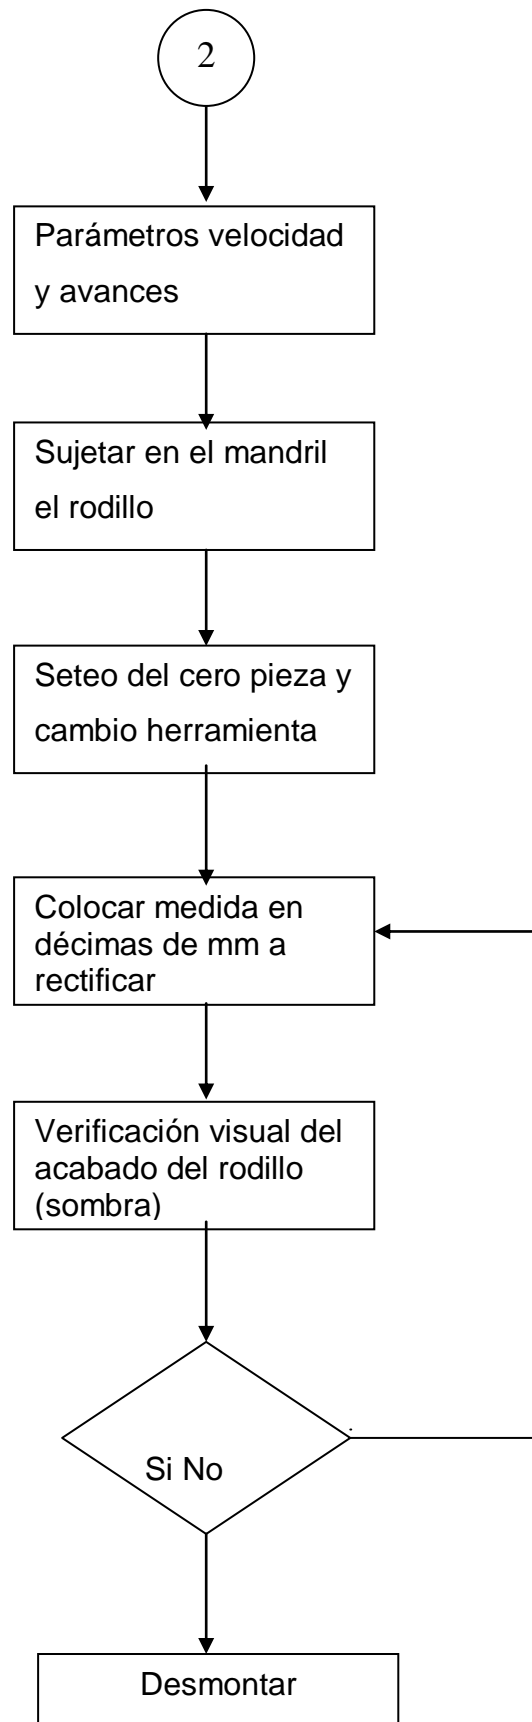 2
Parámetros velocidad
y avances
Sujetar en el mandril
el rodillo
Seteo del cero pieza y
cambio herramienta
Colocar medida en
décimas de mm a
rectificar
Verificación visual del
acabado del rodillo
(sombra)
Si No
Desmontar